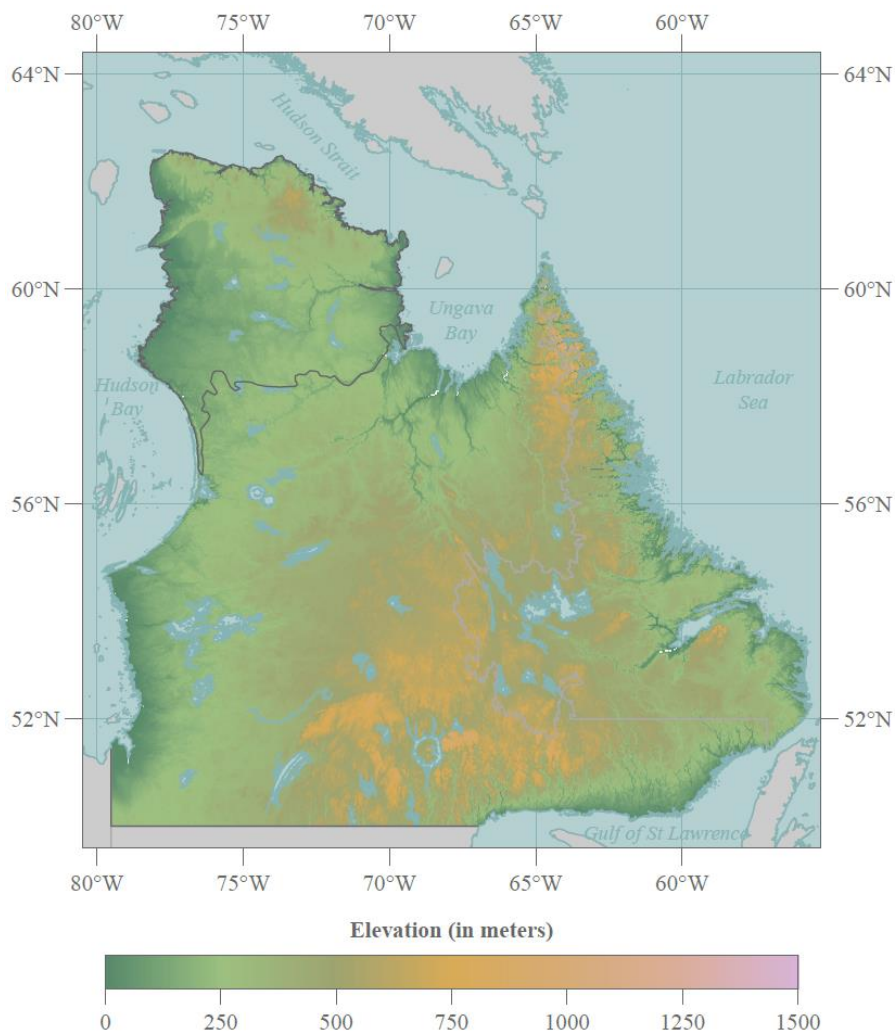 80°W 75°W 70°W 65°W 60°W
64°N 64°N
Hudson Strait
60°N 60°N
Ungava
Bay
Labrador
Sea
Hudson
Bay
56°N 56°N
52°N 52°N
Gulf of St Lawrence
80°W 75°W 70°W 65°W 60°W
Elevation (in meters)
0 250 500 750 1000 1250 1500